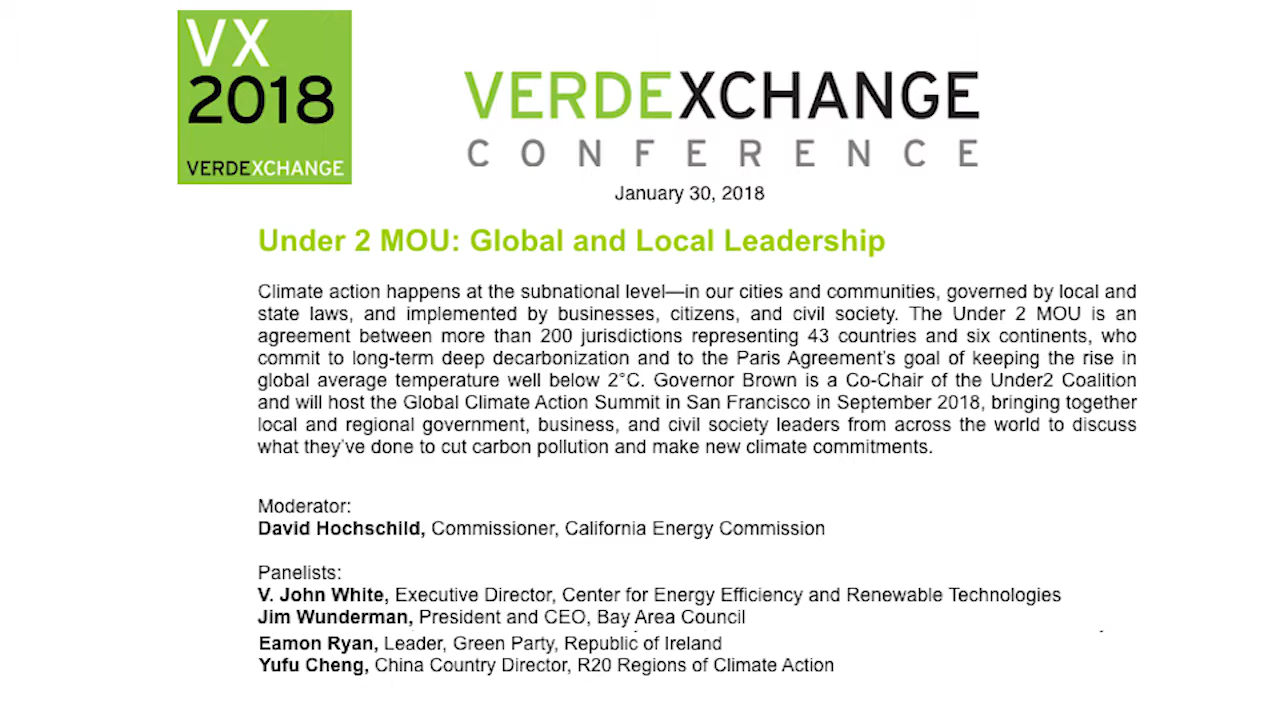 VX
2018
VERDEXCHANGE
VERDEXCHANGE
CONFERENCE
January 30, 2018
Under 2 MOU: Global and Local Leadership
Climate action happens at the subnational level—in our cities and communities, governed by local and
state laws, and implemented by businesses, citizens, and civil society. The Under 2 MOU is an
agreement between more than 200 jurisdictions representing 43 countries and six continents, who
commit to long-term deep decarbonization and to the Paris Agreement's goal of keeping the rise in
global average temperature well below 2°C. Governor Brown is a Co-Chair of the Under2 Coalition
and will host the Global Climate Action Summit in San Francisco in September 2018, bringing together
local and regional government, business, and civil society leaders from across the world to discuss
what they've done to cut carbon pollution and make new climate commitments.
Moderator:
David Hochschild, Commissioner, California Energy Commission
Panelists:
V. John White, Executive Director, Center for Energy Efficiency and Renewable Technologies
Jim Wunderman, President and CEO, Bay Area Council
Eamon Ryan, Leader, Green Party, Republic of Ireland
Yufu Cheng, China Country Director, R20 Regions of Climate Action